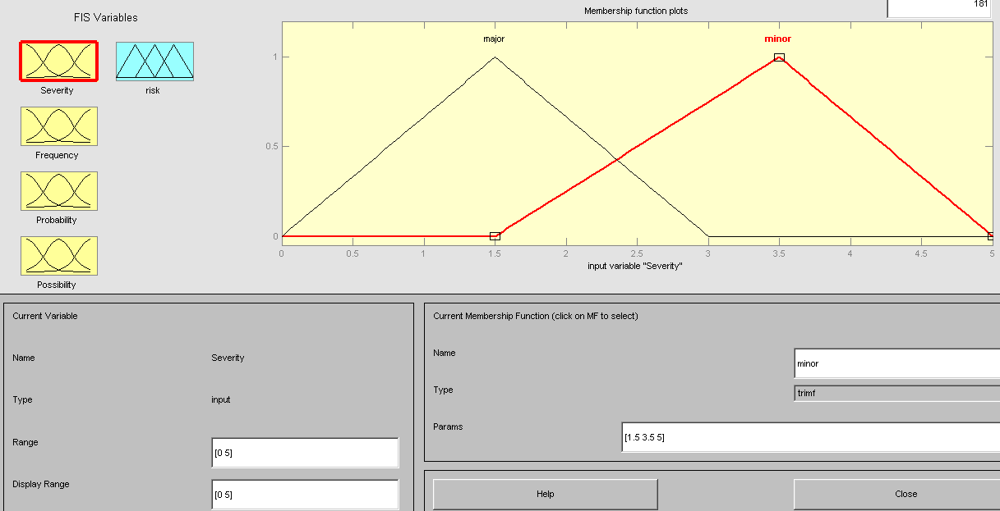 FIS Variables
Membership function plots
181
major
minor
1
0.5
0
0
0.5
1
1.5
2
2.5
3
3.5
4
4.5
5
input variable "Severity"
Severity
risk
Frequency
Probability
Possibility
Current Variable
Name
Severity
Type
input
Range
[0 5]
Display Range
[0 5]
Current Membership Function (click on MF to select)
Name
minor
Type
trimf
Params
[1.5 3.5 5]
Help
Close